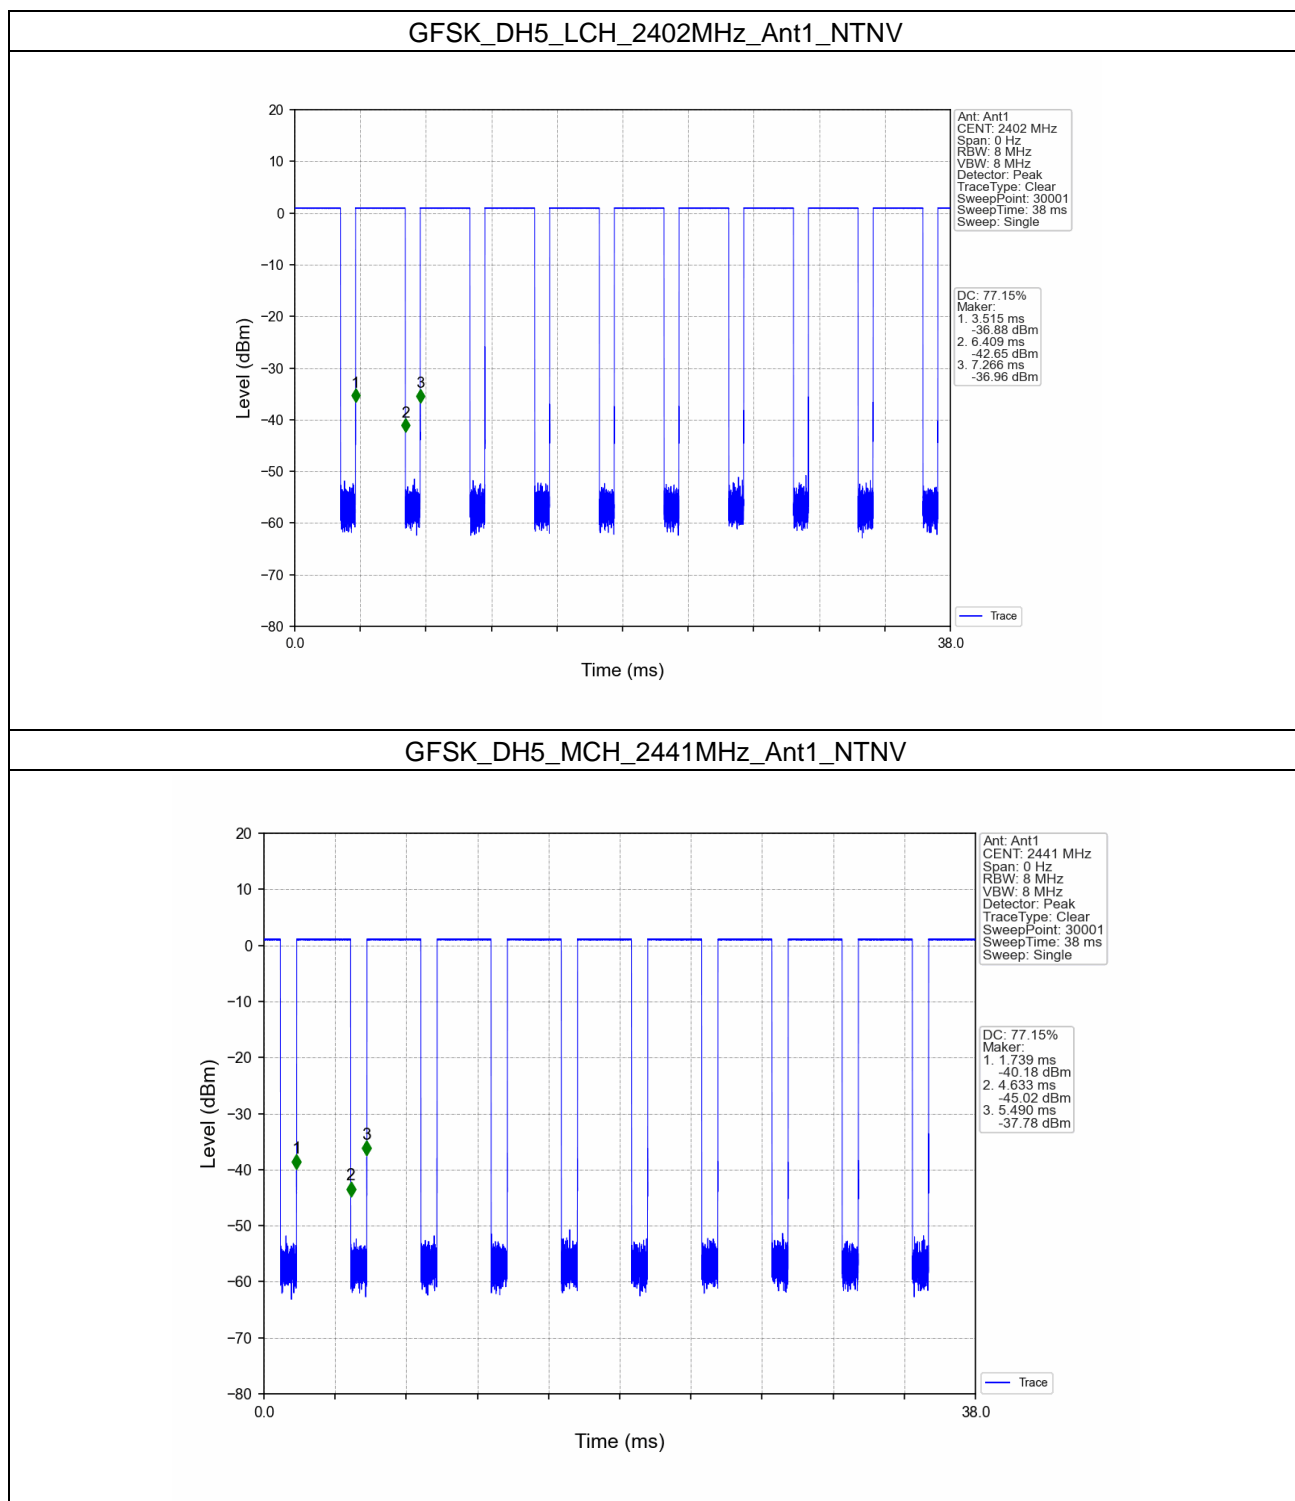 GFSK_DH5_LCH_2402MHz_Ant1_NTNV
20
10
0
−10
−20
−30
−40
−50
−60
−70
−80
Level (dBm)
1
2
3
0.0
38.0
Time (ms)
Ant: Ant1
CENT: 2402 MHz
Span: 0 Hz
RBW: 8 MHz
VBW: 8 MHz
Detector: Peak
TraceType: Clear
SweepPoint: 30001
SweepTime: 38 ms
Sweep: Single
DC: 77.15%
Maker:
1. 3.515 ms
-36.88 dBm
2. 6.409 ms
-42.65 dBm
3. 7.266 ms
-36.96 dBm
Trace
GFSK_DH5_MCH_2441MHz_Ant1_NTNV
20
10
0
−10
−20
−30
−40
−50
−60
−70
−80
Level (dBm)
1
2
3
0.0
38.0
Time (ms)
Ant: Ant1
CENT: 2441 MHz
Span: 0 Hz
RBW: 8 MHz
VBW: 8 MHz
Detector: Peak
TraceType: Clear
SweepPoint: 30001
SweepTime: 38 ms
Sweep: Single
DC: 77.15%
Maker:
1. 1.739 ms
-40.18 dBm
2. 4.633 ms
-45.02 dBm
3. 5.490 ms
-37.78 dBm
Trace